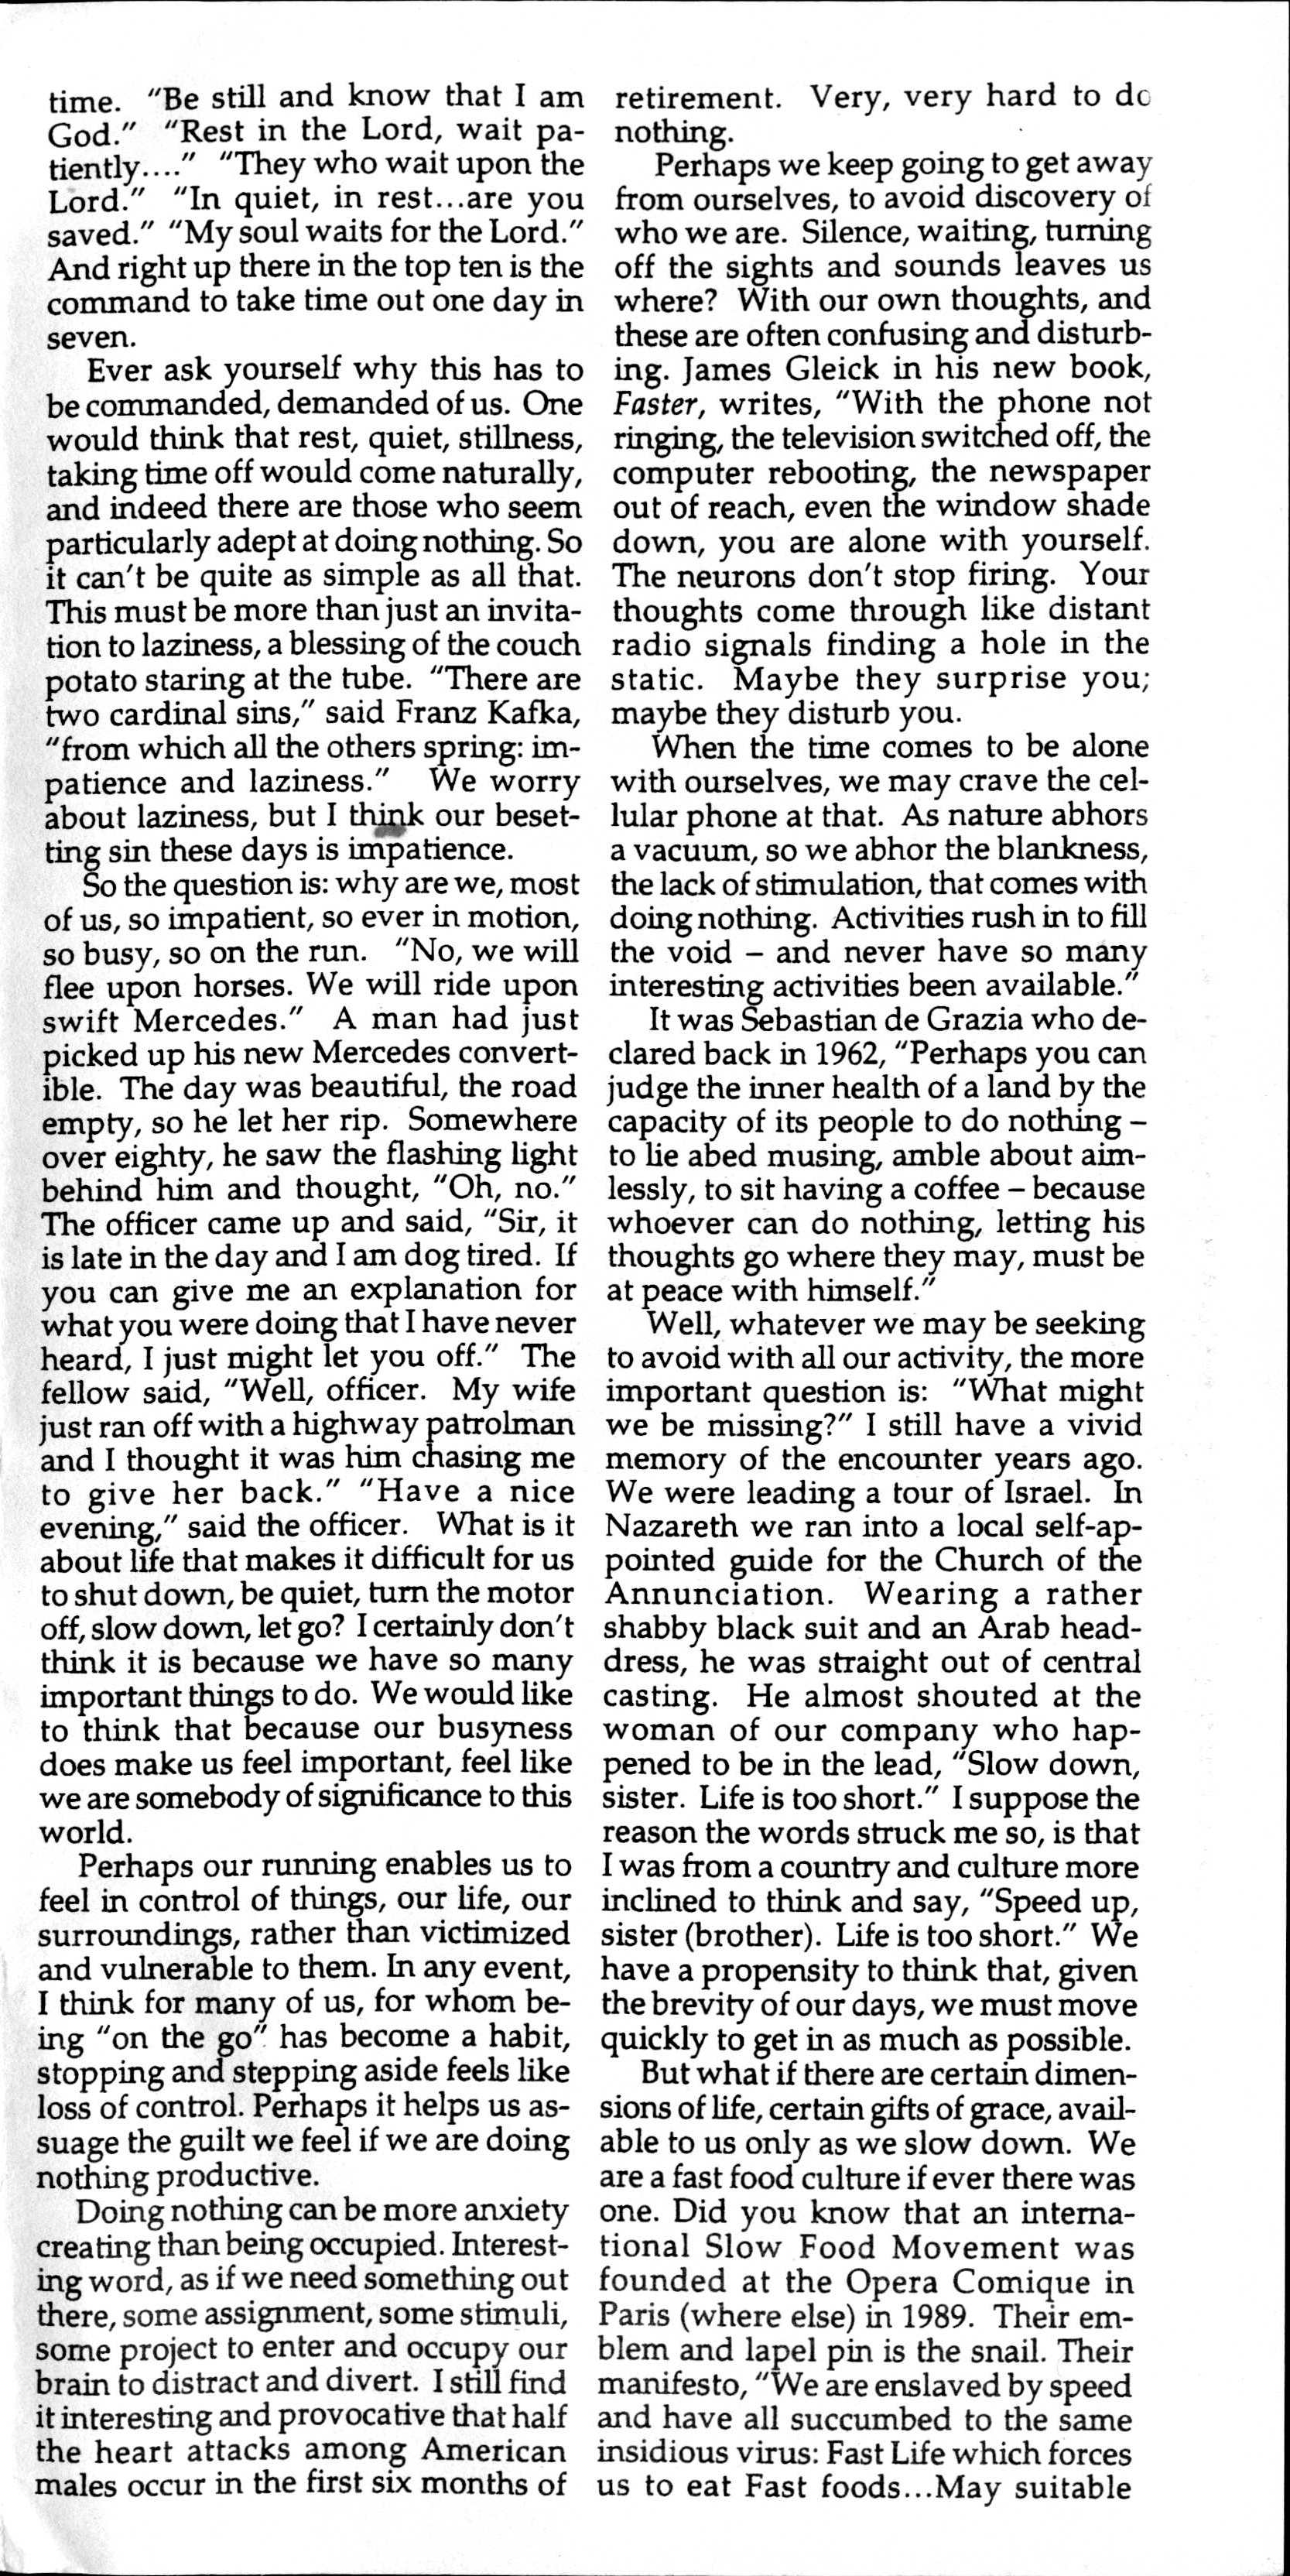 time. "Be still and know that I am
God." "Rest in the Lord, wait pa-
tiently...." "They who wait upon the
Lord." "In quiet, in rest...are you
saved." "My soul waits for the Lord."
And right up there in the top ten is the
command to take time out one day in
seven.
Ever ask yourself why this has to
be commanded, demanded of us. One
would think that rest, quiet, stillness,
taking time off would come naturally,
and indeed there are those who seem
particularly adept at doing nothing. So
it can't be quite as simple as all that.
This must be more than just an invita-
tion to laziness, a blessing of the couch
potato staring at the tube. "There are
two cardinal sins," said Franz Kafka,
"from which all the others spring: im-
patience and laziness." We worry
about laziness, but I think our beset-
ting sin these days is impatience.
So the question is: why are we, most
of us, so impatient, so ever in motion,
so busy, so on the run. "No, we will
flee upon horses. We will ride upon
swift Mercedes." A man had just
picked up his new Mercedes convert-
ible. The day was beautiful, the road
empty, so he let her rip. Somewhere
over eighty, he saw the flashing light
behind him and thought, "Oh, no."
The officer came up and said, "Sir, it
is late in the day and I am dog tired. If
you can give me an explanation for
what you were doing that I have never
heard, I just might let you off." The
fellow said, "Well, officer. My wife
just ran off with a highway patrolman
and I thought it was him chasing me
to give her back." "Have a nice
evening," said the officer. What is it
about life that makes it difficult for us
to shut down, be quiet, turn the motor
off, slow down, let go? I certainly don't
think it is because we have so many
important things to do. We would like
to think that because our busyness
does make us feel important, feel like
we are somebody of significance to this
world.
Perhaps our running enables us to
feel in control of things, our life, our
surroundings, rather than victimized
and vulnerable to them. In any event,
I think for many of us, for whom be-
ing "on the go" has become a habit,
stopping and stepping aside feels like
loss of control. Perhaps it helps us as-
suage the guilt we feel if we are doing
nothing productive.
Doing nothing can be more anxiety
creating than being occupied. Interest-
ing word, as if we need something out
there, some assignment, some stimuli,
some project to enter and occupy our
brain to distract and divert. I still find
it interesting and provocative that half
the heart attacks among American
males occur in the first six months of
retirement. Very, very hard to do
nothing.
Perhaps we keep going to get away
from ourselves, to avoid discovery of
who we are. Silence, waiting, turning
off the sights and sounds leaves us
where? With our own thoughts, and
these are often confusing and disturb-
ing. James Gleick in his new book,
Faster, writes, "With the phone not
ringing, the television switched off, the
computer rebooting, the newspaper
out of reach, even the window shade
down, you are alone with yourself.
The neurons don't stop firing. Your
thoughts come through like distant
radio signals finding a hole in the
static. Maybe they surprise you;
maybe they disturb you.
When the time comes to be alone
with ourselves, we may crave the cel-
lular phone at that. As nature abhors
a vacuum, so we abhor the blankness,
the lack of stimulation, that comes with
doing nothing. Activities rush in to fill
the void – and never have so many
interesting activities been available."
It was Sebastian de Grazia who de-
clared back in 1962, "Perhaps you can
judge the inner health of a land by the
capacity of its people to do nothing –
to lie abed musing, amble about aim-
lessly, to sit having a coffee – because
whoever can do nothing, letting his
thoughts go where they may, must be
at peace with himself."
Well, whatever we may be seeking
to avoid with all our activity, the more
important question is: "What might
we be missing?" I still have a vivid
memory of the encounter years ago.
We were leading a tour of Israel. In
Nazareth we ran into a local self-ap-
pointed guide for the Church of the
Annunciation. Wearing a rather
shabby black suit and an Arab head-
dress, he was straight out of central
casting. He almost shouted at the
woman of our company who hap-
pened to be in the lead, "Slow down,
sister. Life is too short." I suppose the
reason the words struck me so, is that
I was from a country and culture more
inclined to think and say, "Speed up,
sister (brother). Life is too short." We
have a propensity to think that, given
the brevity of our days, we must move
quickly to get in as much as possible.
But what if there are certain dimen-
sions of life, certain gifts of grace, avail-
able to us only as we slow down. We
are a fast food culture if ever there was
one. Did you know that an interna-
tional Slow Food Movement was
founded at the Opera Comique in
Paris (where else) in 1989. Their em-
blem and lapel pin is the snail. Their
manifesto, "We are enslaved by speed
and have all succumbed to the same
insidious virus: Fast Life which forces
us to eat Fast foods...May suitable